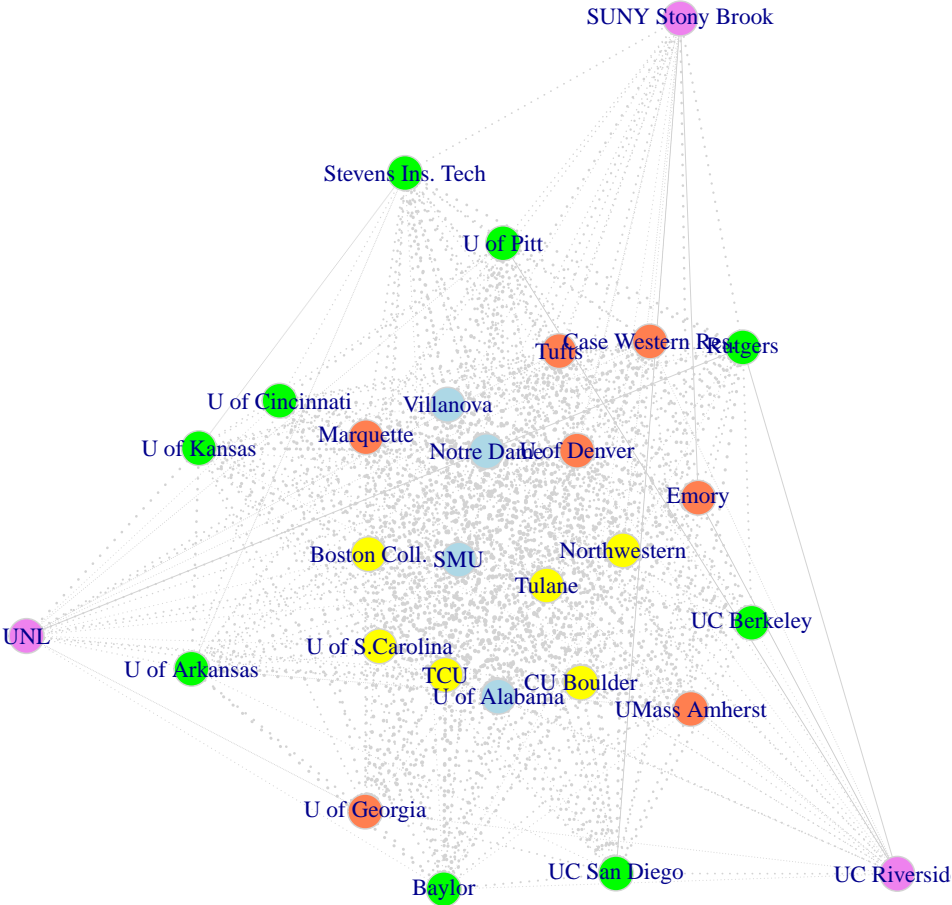 SUNY Stony Brook
Stevens Ins. Tech
U of Pitt
Tufts
Case Western Res.
Rutgers
U of Cincinnati
Villanova
U of Kansas
Marquette
Notre Dame
U of Denver
Emory
Boston Coll.
SMU
Northwestern
Tulane
UNL
UC Berkeley
U of S.Carolina
U of Arkansas
TCU
CU Boulder
U of Alabama
UMass Amherst
U of Georgia
UC San Diego
Baylor
UC Riversid